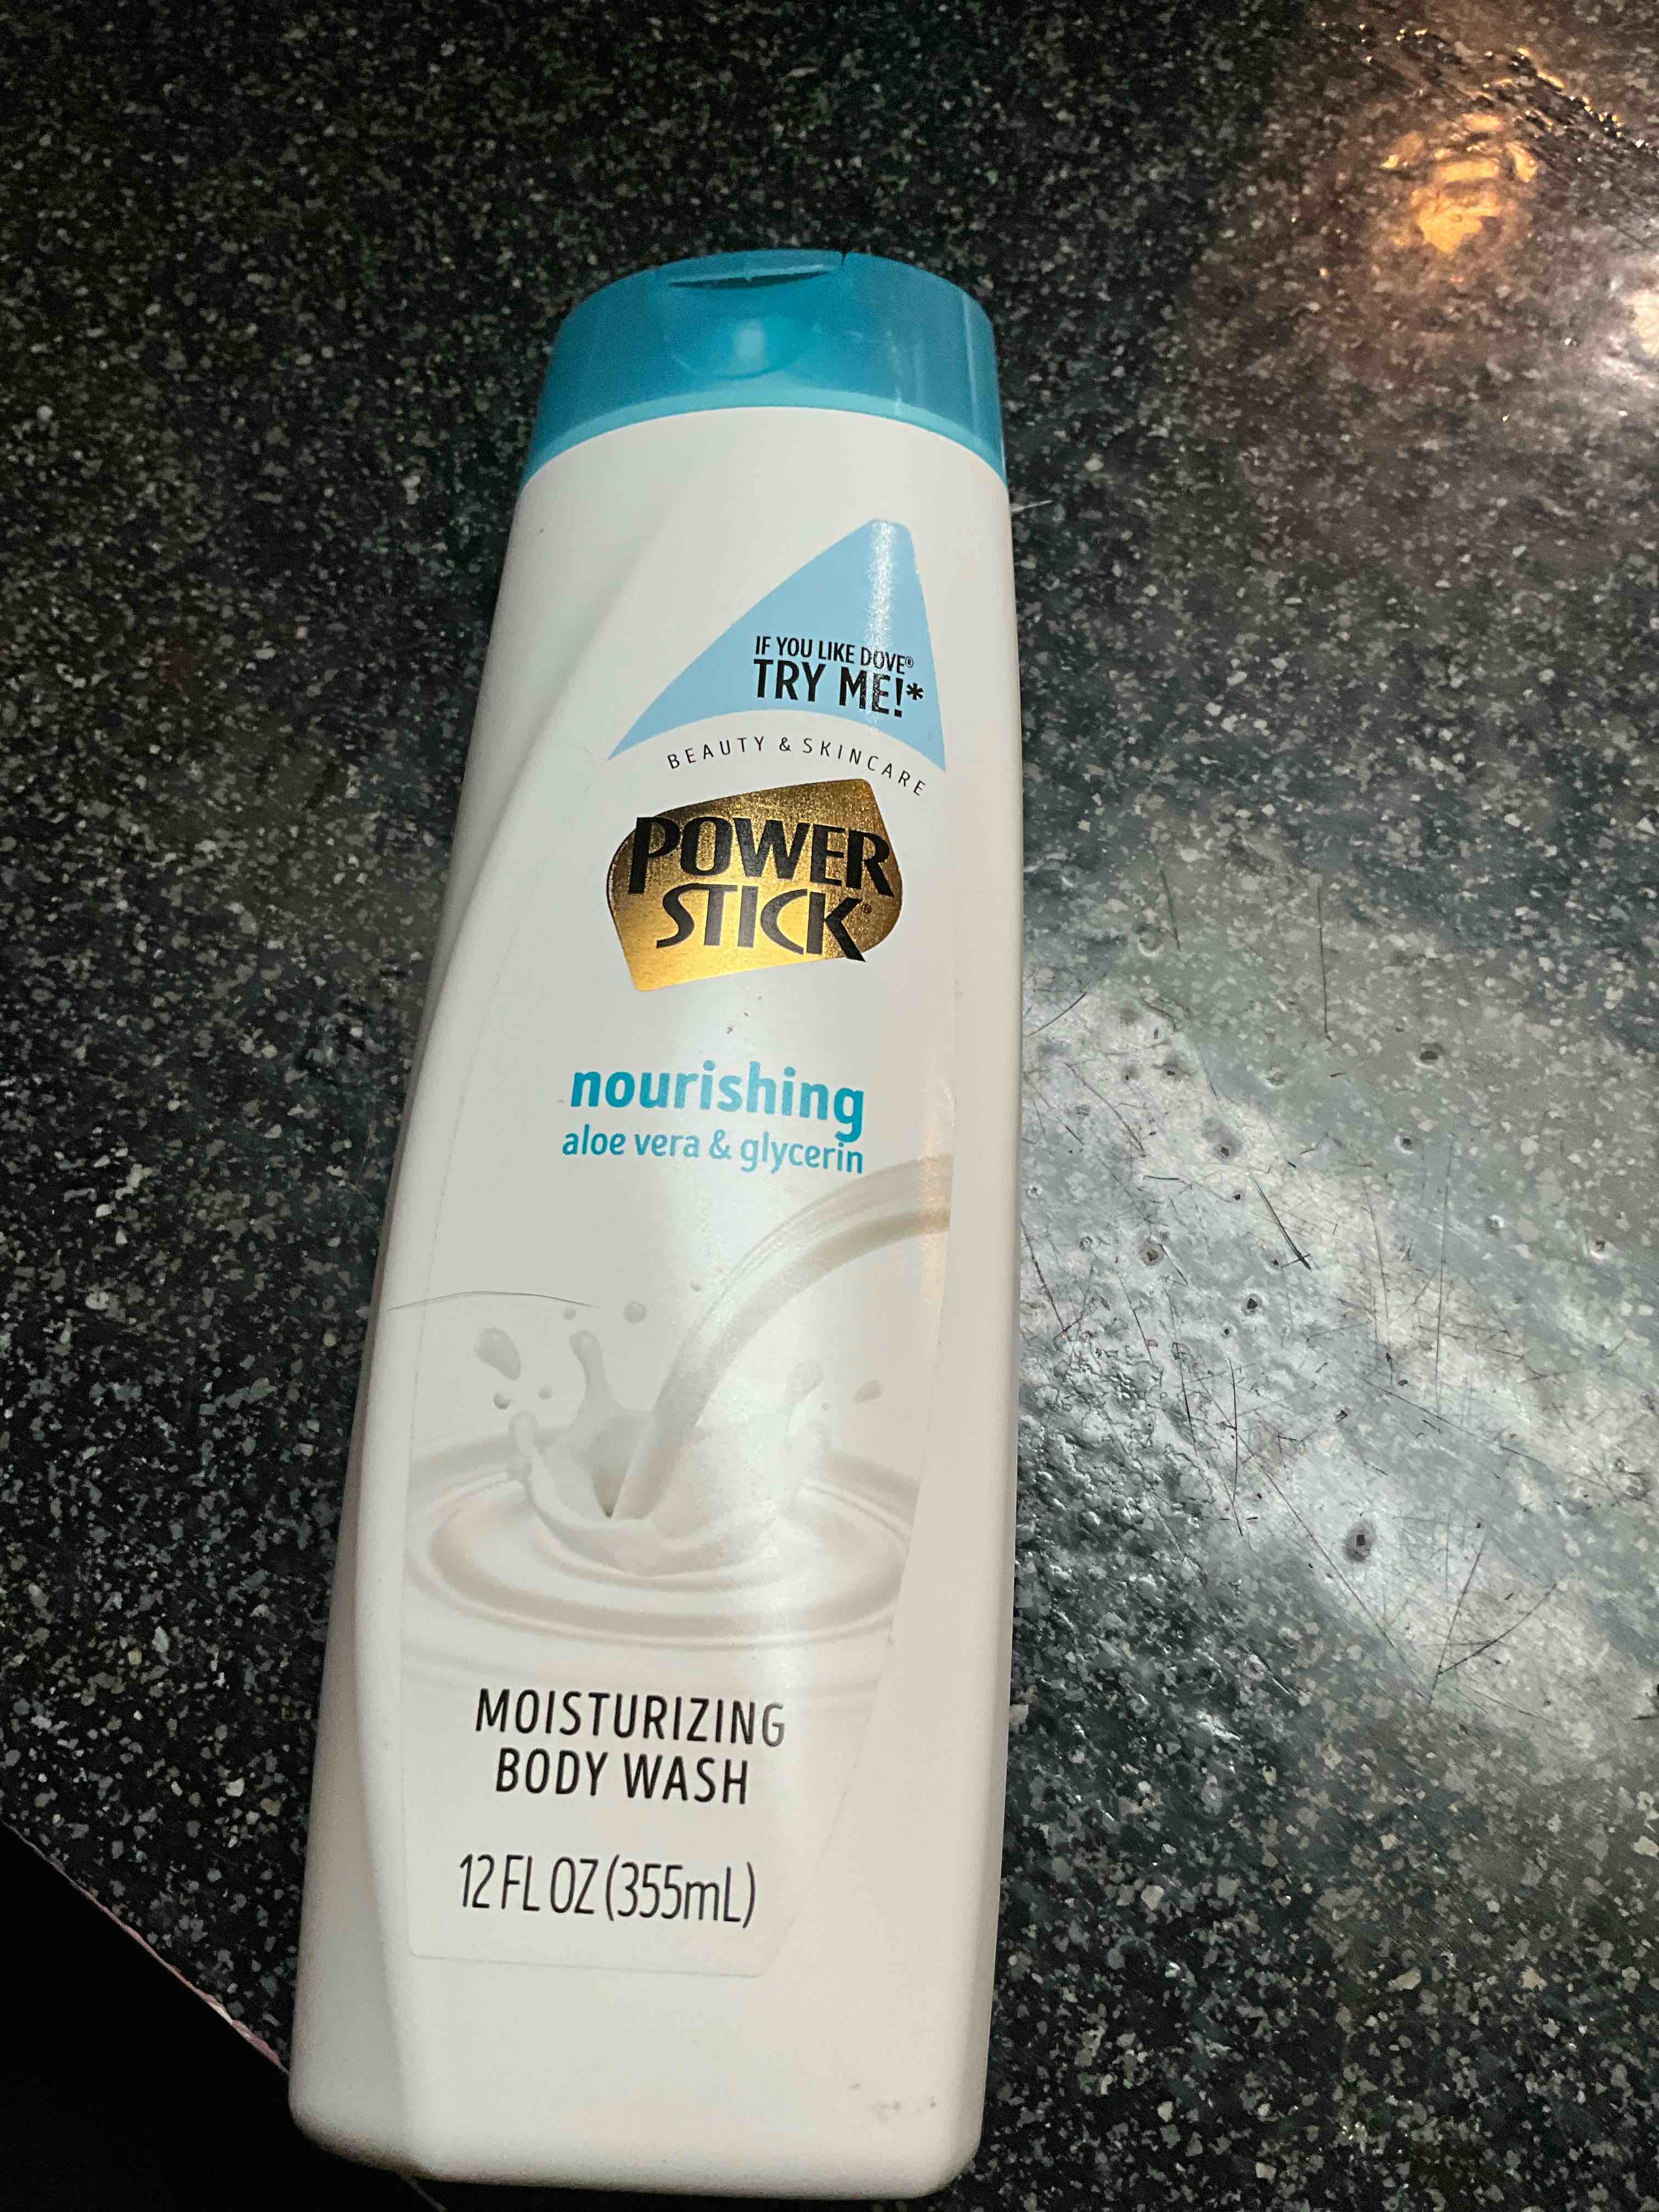 IF YOU LIKE DOVE®
TRY ME!*
BEAUTY & SKINCARE
POWER
STICK®
nourishing
aloe vera & glycerin
MOISTURIZING
BODY WASH
12 FL OZ (355mL)